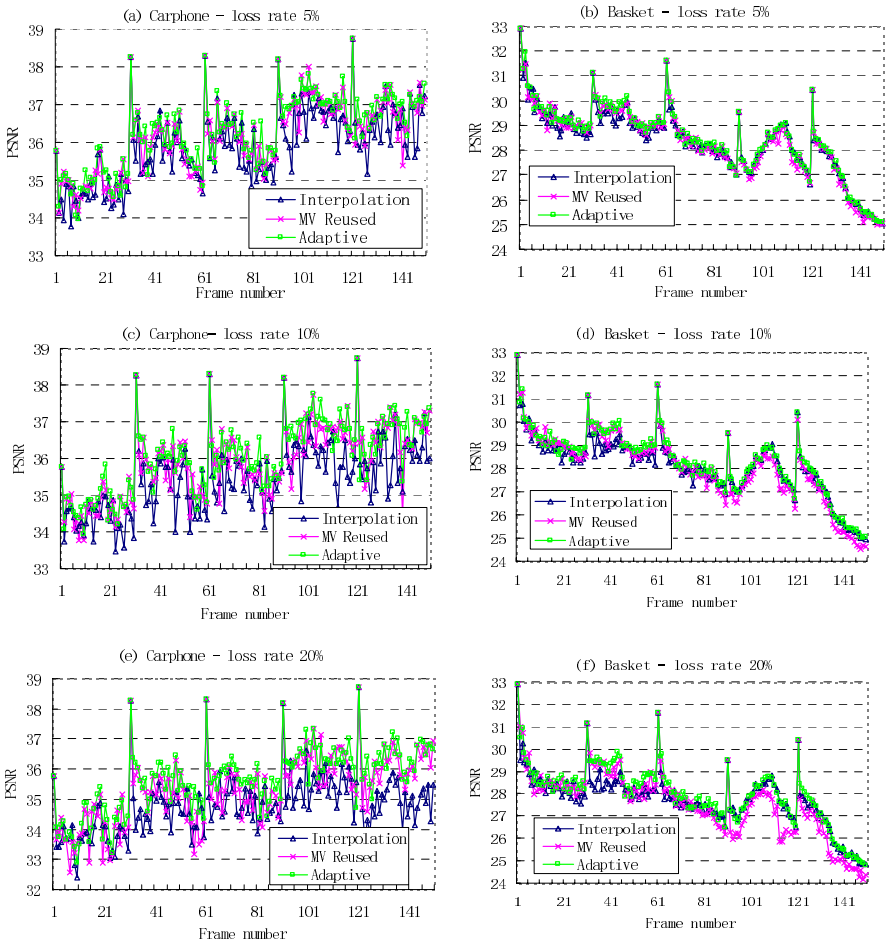 (a) Carphone - loss rate 5%
39
38
37
36
35
34
33
PSNR
1 21 41 61 81 101 121 141
Frame number
Interpolation
MV Reused
Adaptive
(b) Basket - loss rate 5%
33
32
31
30
29
28
27
26
25
24
PSNR
1 21 41 61 81 101 121 141
Frame number
Interpolation
MV Reused
Adaptive
(c) Carphone- loss rate 10%
39
38
37
36
35
34
33
PSNR
1 21 41 61 81 101 121 141
Frame number
Interpolation
MV Reused
Adaptive
(d) Basket - loss rate 10%
33
32
31
30
29
28
27
26
25
24
PSNR
1 21 41 61 81 101 121 141
Frame number
Interpolation
MV Reused
Adaptive
(e) Carphone - loss rate 20%
39
38
37
36
35
34
33
32
PSNR
1 21 41 61 81 101 121 141
Frame number
Interpolation
MV Reused
Adaptive
(f) Basket - loss rate 20%
33
32
31
30
29
28
27
26
25
24
PSNR
1 21 41 61 81 101 121 141
Frame number
Interpolation
MV Reused
Adaptive